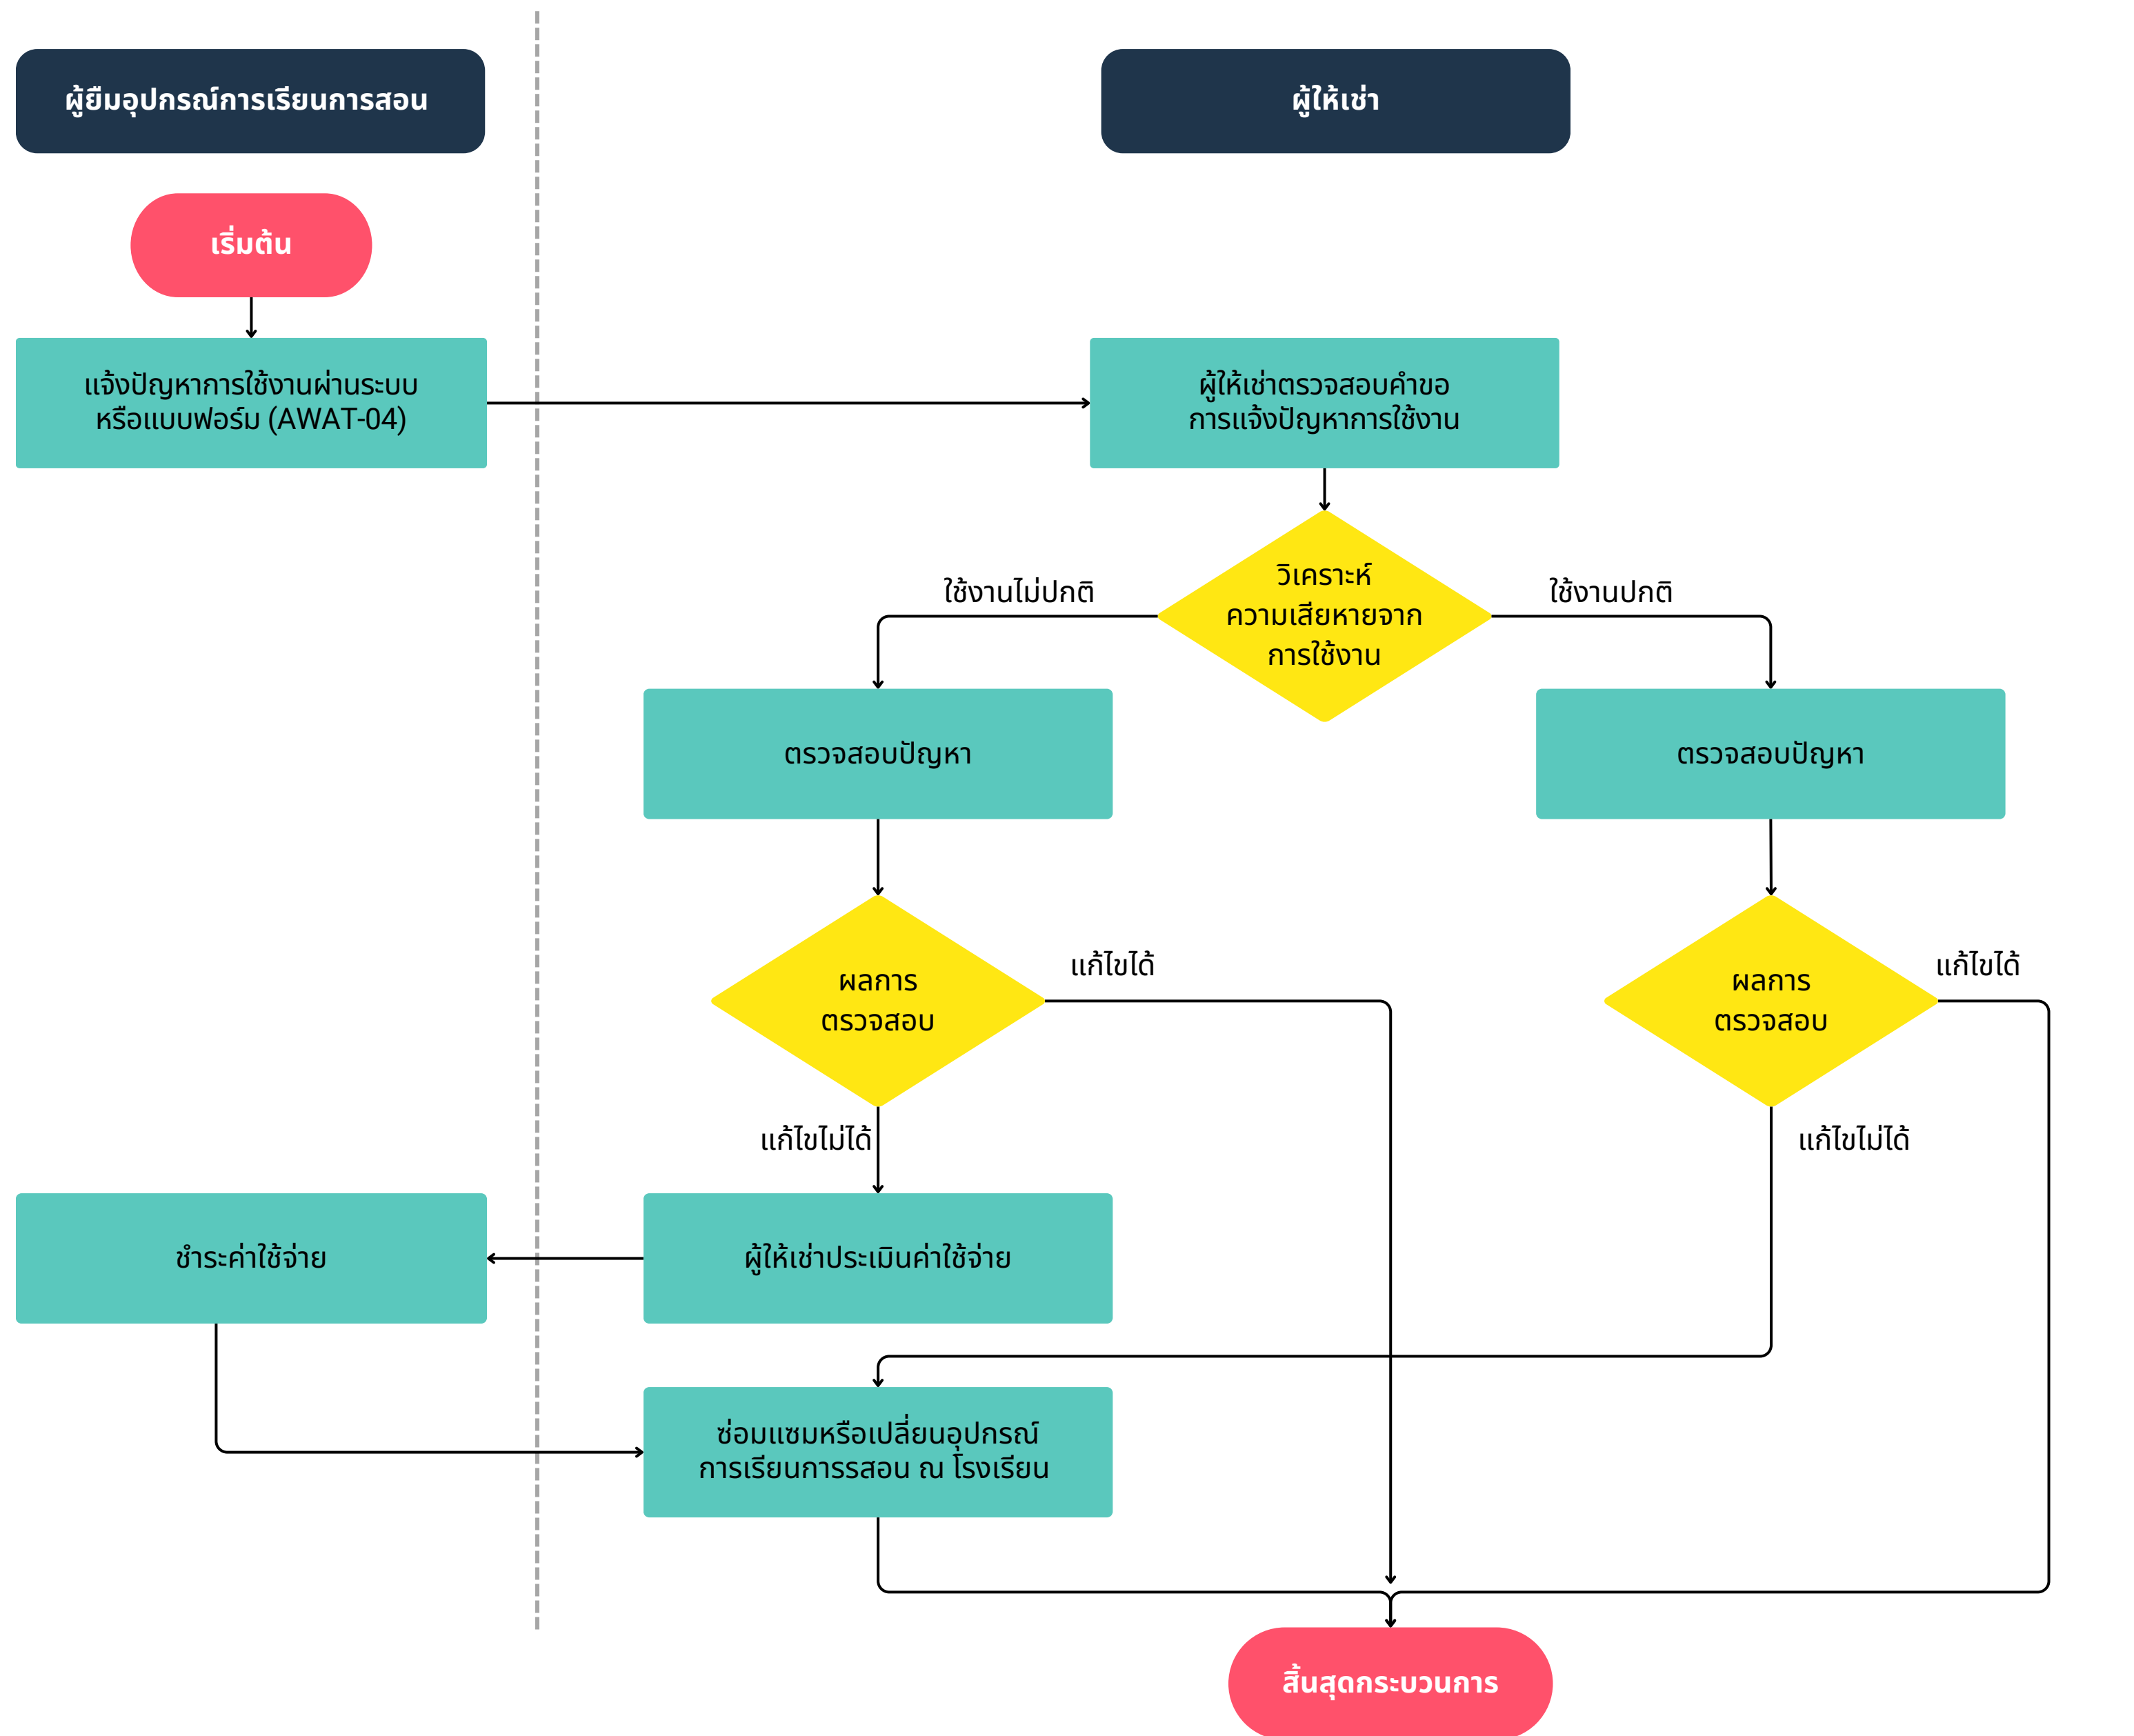 ผู้ยืมอุปกรณ์การเรียนการสอน
ผู้ให้เช่า
เริ่มต้น
แจ้งปัญหาการใช้งานผ่านระบบ
หรือแบบฟอร์ม (AWAT-04)
ผู้ให้เช่าตรวจสอบคำขอ
การแจ้งปัญหาการใช้งาน
วิเคราะห์
ความเสียหายจาก
การใช้งาน
ใช้งานไม่ปกติ
ใช้งานปกติ
ตรวจสอบปัญหา
ตรวจสอบปัญหา
ผลการ
ตรวจสอบ
แก้ไขได้
ผลการ
ตรวจสอบ
แก้ไขได้
แก้ไขไม่ได้
แก้ไขไม่ได้
ชำระค่าใช้จ่าย
ผู้ให้เช่าประเมินค่าใช้จ่าย
ซ่อมแซมหรือเปลี่ยนอุปกรณ์
การเรียนการรสอน ณ โรงเรียน
สิ้นสุดกระบวนการ